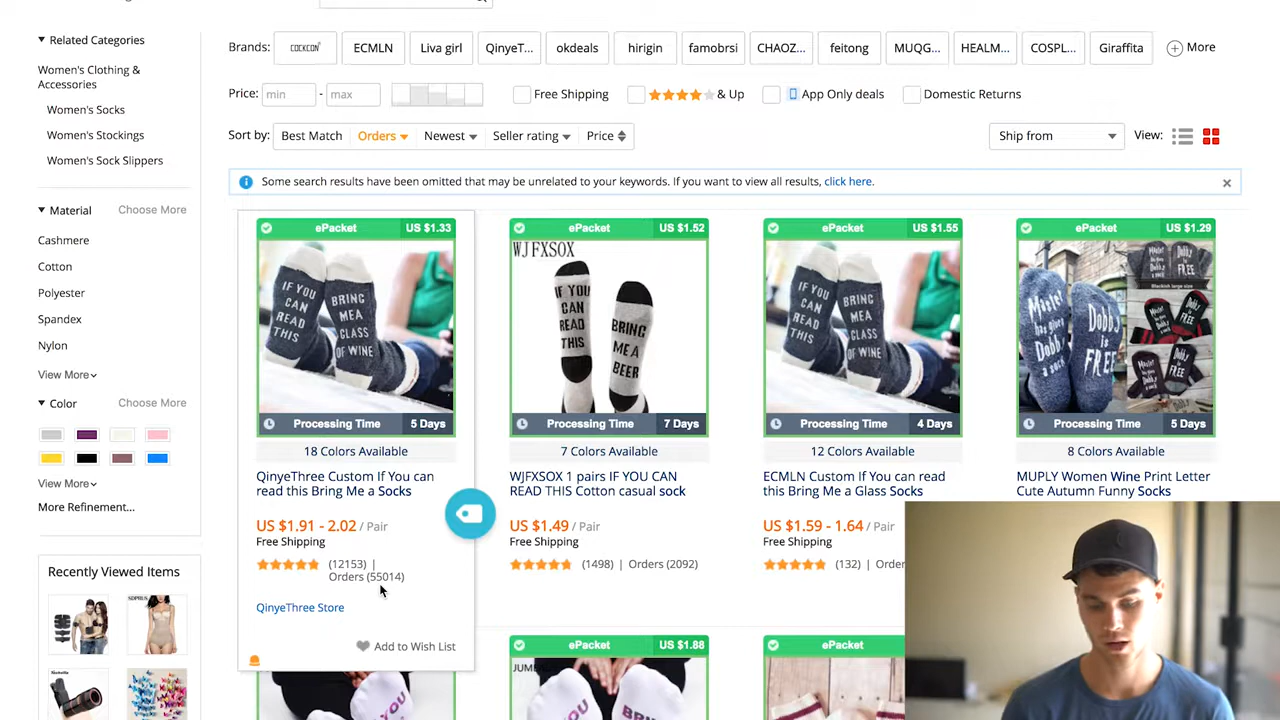 Related Categories
Women's Clothing &
Accessories
Women's Socks
Women's Stockings
Women's Sock Slippers
Material Choose More
Cashmere
Cotton
Polyester
Spandex
Nylon
View More
Color Choose More
View More
More Refinement...
Recently Viewed Items
Brands: COCKCON ECMLN Liva girl QinyeT... okdeals hirigin famobrsi CHAOZ... feitong MUQG... HEALM... COSPL... Giraffita More
Price: min - max Free Shipping & Up App Only deals Domestic Returns
Sort by: Best Match Orders Newest Seller rating Price Ship from View:
Some search results have been omitted that may be unrelated to your keywords. If you want to view all results, click here.
ePacket US $1.33
IF YOU
CAN
READ
THIS
BRING
ME A
GLASS
OF WINE
Processing Time 5 Days
18 Colors Available
QinyeThree Custom If You can
read this Bring Me a Socks
US $1.91 - 2.02 / Pair
Free Shipping
(12153) |
Orders (55014)
QinyeThree Store
Add to Wish List
ePacket US $1.52
WJFXSOX
IF YOU
CAN
READ
THIS
BRING
ME A
BEER
Processing Time 7 Days
7 Colors Available
WJFXSOX 1 pairs IF YOU CAN
READ THIS Cotton casual sock
US $1.49 / Pair
Free Shipping
(1498) | Orders (2092)
ePacket US $1.55
IF YOU
CAN
READ
THIS
BRING
ME A
GLASS
OF WINE
Processing Time 4 Days
12 Colors Available
ECMLN Custom If You can read
this Bring Me a Glass Socks
US $1.59 - 1.64 / Pair
Free Shipping
(132) | Order
ePacket US $1.29
Master
has given
Dobby
a sock
Dobby
is
FREE
Processing Time 5 Days
8 Colors Available
MUPLY Women Wine Print Letter
Cute Autumn Funny Socks
ePacket US $1.88
YOU
ePacket